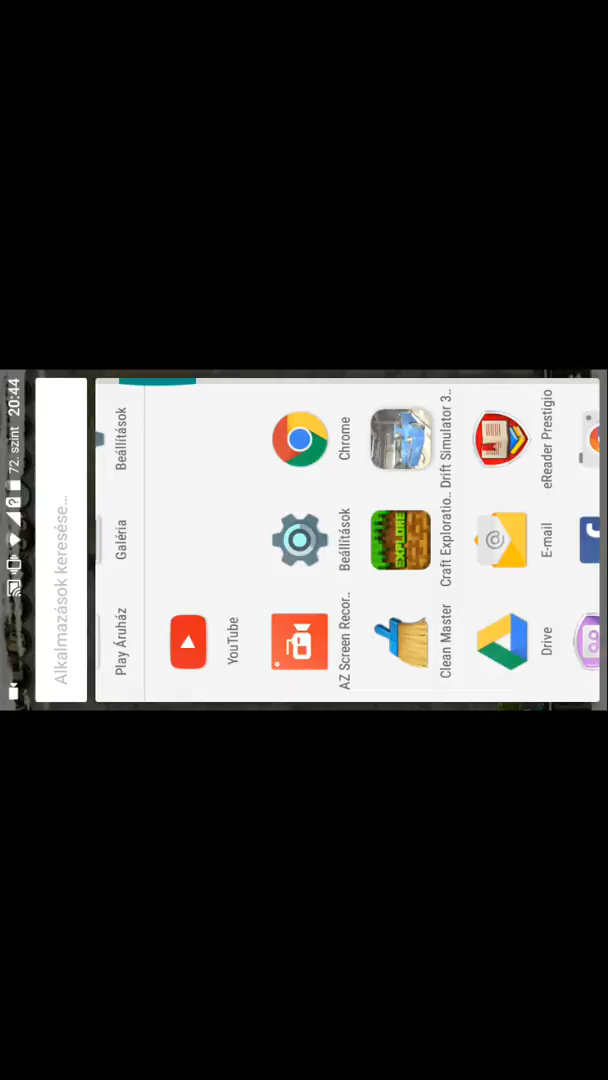 72. szint 20:44
Alkalmazások keresése...
Play Áruház
Galéria
Beállítások
YouTube
AZ Screen Recor..
Beállítások
Chrome
Clean Master
EXPLORE
Craft Exploratio..
Drift Simulator 3..
Drive
E-mail
eReader Prestigio